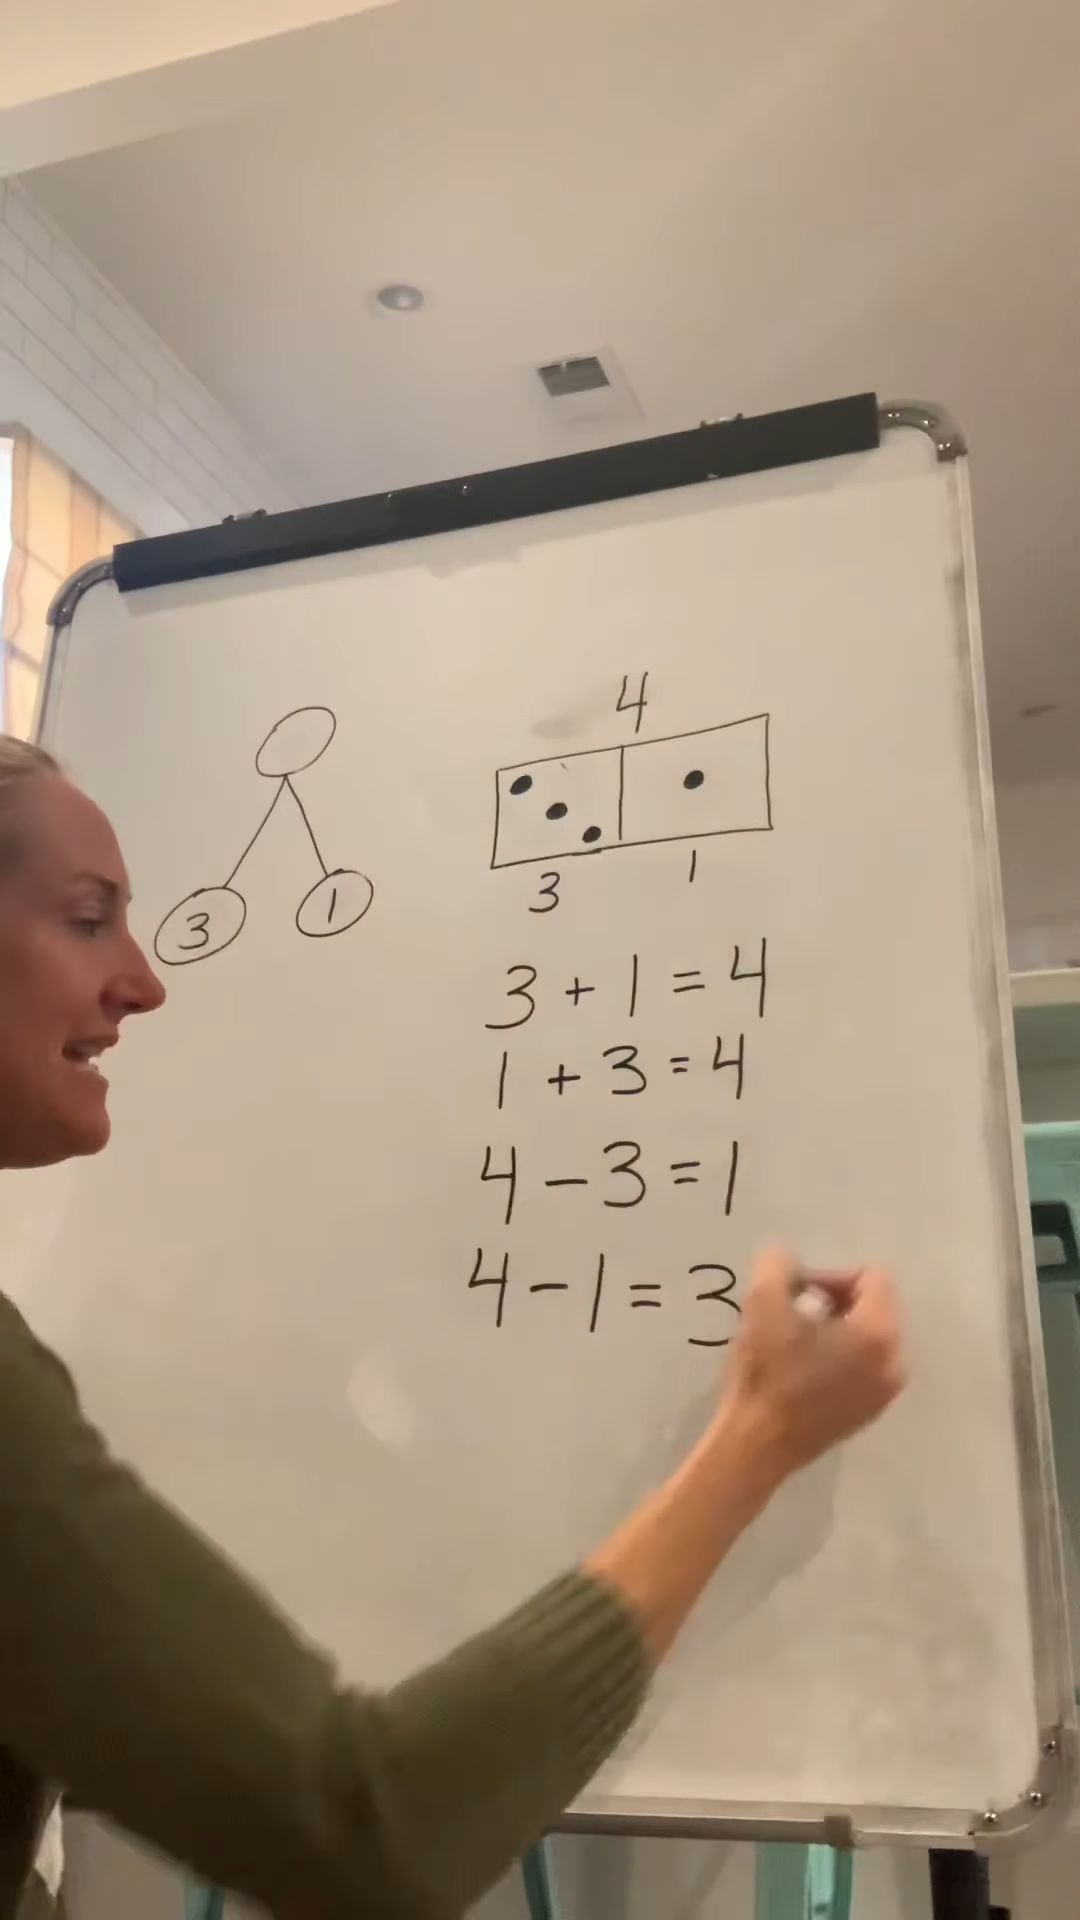 4
3 1
3 1
3 + 1 = 4
1 + 3 = 4
4 - 3 = 1
4 - 1 = 3